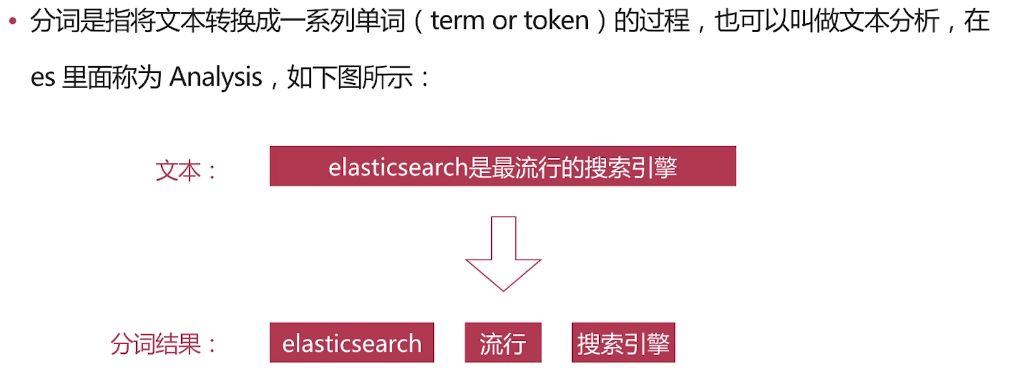 • 分词是指将文本转换成一系列单词（term or token）的过程，也可以叫做文本分析，在
es 里面称为 Analysis，如下图所示：
文本： elasticsearch是最流行的搜索引擎
分词结果： elasticsearch 流行 搜索引擎